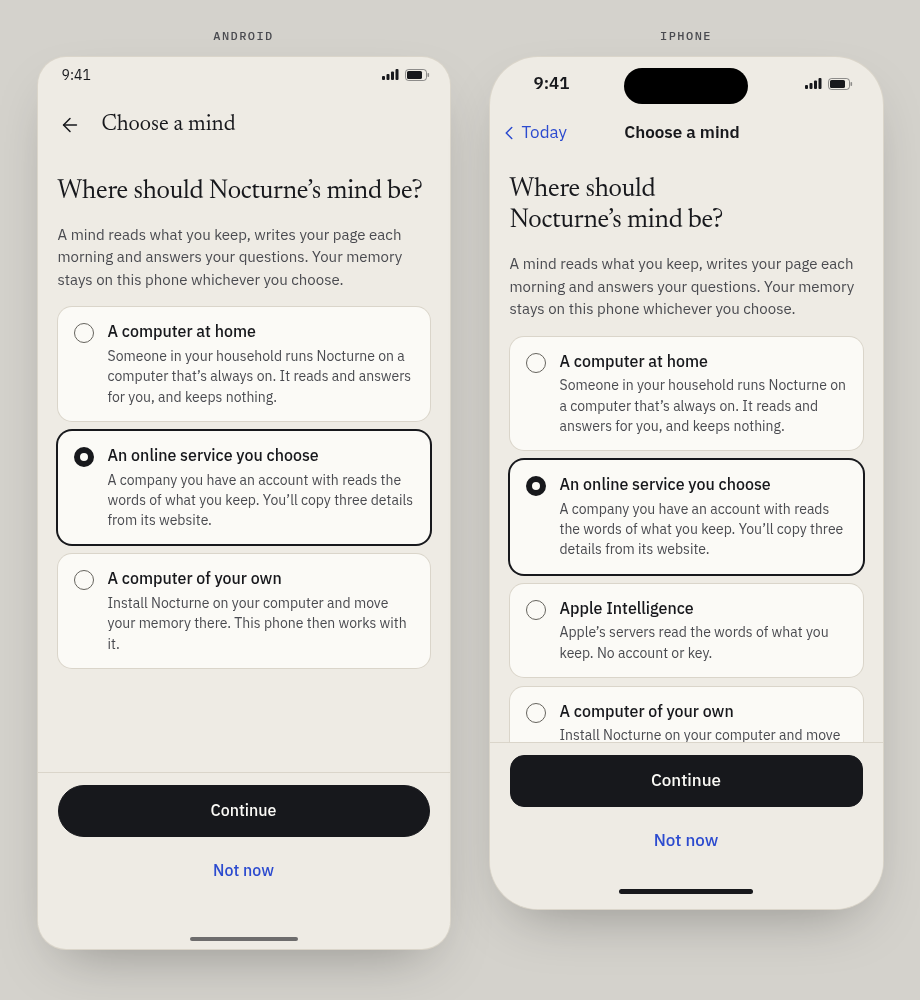 ANDROID
9:41
Choose a mind
Where should Nocturne’s mind be?
A mind reads what you keep, writes your page each
morning and answers your questions. Your memory
stays on this phone whichever you choose.
A computer at home
Someone in your household runs Nocturne on a
computer that’s always on. It reads and answers
for you, and keeps nothing.
An online service you choose
A company you have an account with reads the
words of what you keep. You’ll copy three details
from its website.
A computer of your own
Install Nocturne on your computer and move
your memory there. This phone then works with
it.
Continue
Not now
IPHONE
9:41
Today
Choose a mind
Where should
Nocturne’s mind be?
A mind reads what you keep, writes your page each
morning and answers your questions. Your memory
stays on this phone whichever you choose.
A computer at home
Someone in your household runs Nocturne on
a computer that’s always on. It reads and
answers for you, and keeps nothing.
An online service you choose
A company you have an account with reads
the words of what you keep. You’ll copy three
details from its website.
Apple Intelligence
Apple’s servers read the words of what you
keep. No account or key.
A computer of your own
Install Nocturne on your computer and move
Continue
Not now